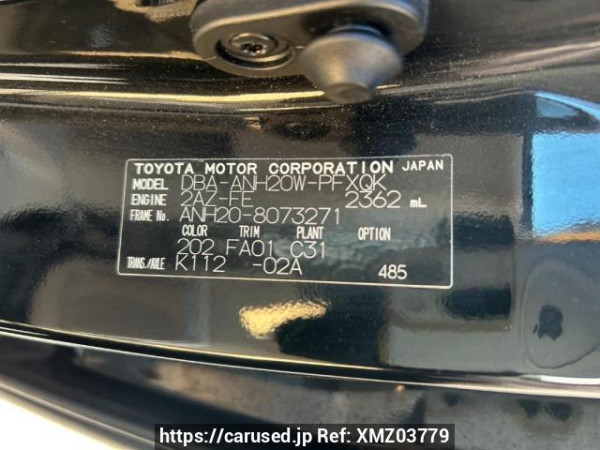 TOYOTA MOTOR CORPORATION JAPAN
MODEL DBA-ANH20W-PFXQK
ENGINE 2AZ-FE 2362 mL
FRAME No. ANH20-8073271
COLOR TRIM PLANT OPTION
202 FA01 C31
TRANS./AXLE K112 -02A 485
https://carused.jp Ref: XMZ03779